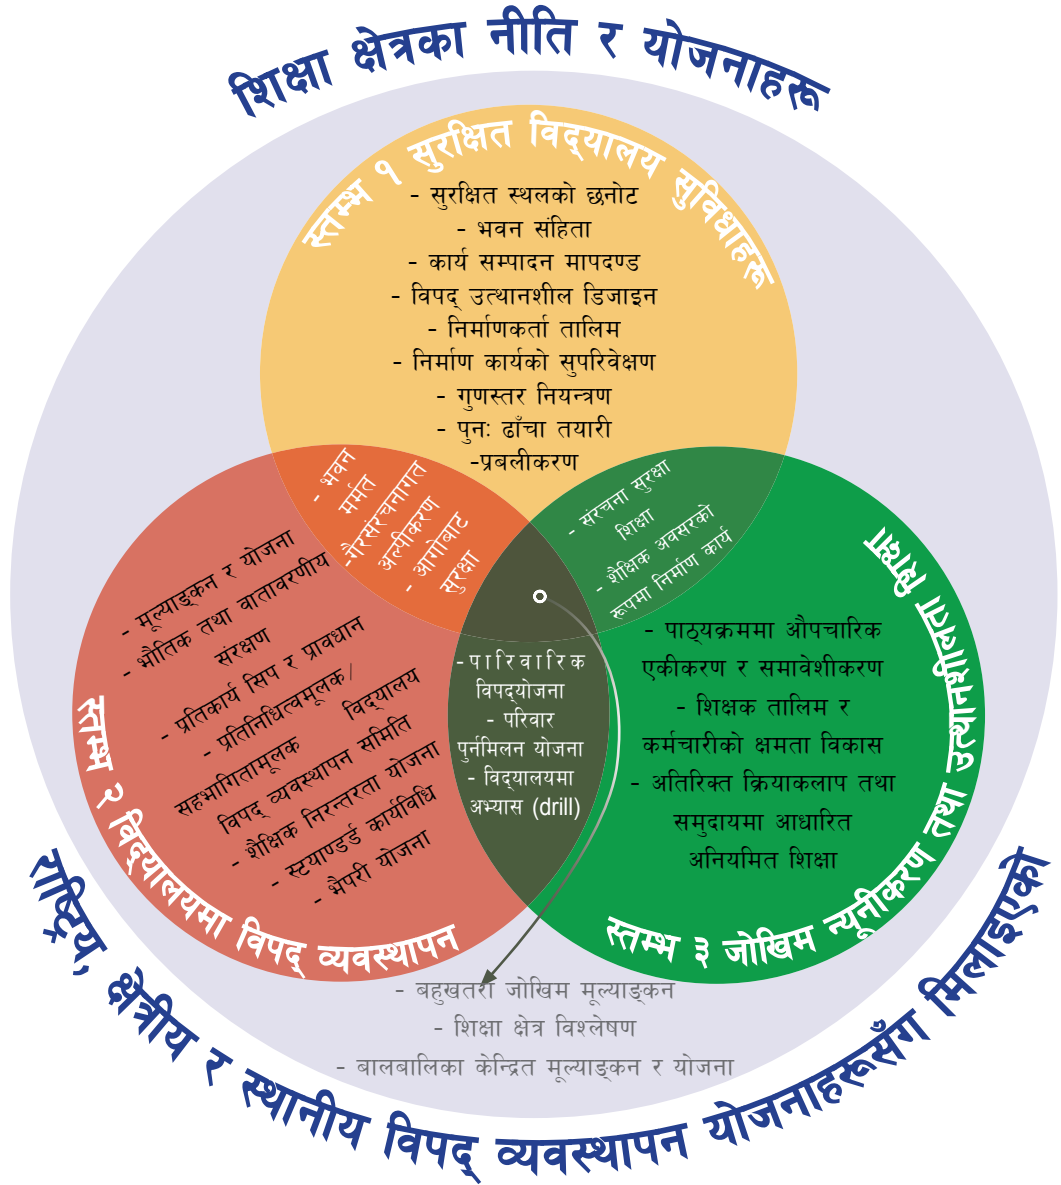 शिक्षा क्षेत्रका नीति र योजनाहरू
स्तम्भ १ सुरक्षित विद्यालय सुविधाहरू
- सुरक्षित स्थलको छनोट
- भवन संहिता
- कार्य सम्पादन मापदण्ड
- विपद् उत्थानशील डिजाइन
- निर्माणकर्ता तालिम
- निर्माण कार्यको सुपरिवेक्षण
- गुणस्तर नियन्त्रण
- पुनः ढाँचा तयारी
-प्रबलीकरण
- भवन
मर्मत
-गैरसंरचनागत
अल्पीकरण
- आगोबाट
सुरक्षा
- संरचना सुरक्षा
शिक्षा
- शैक्षिक अवसरको
रूपमा निर्माण कार्य
स्तम्भ २ विद्यालयमा विपद् व्यवस्थापन
- मूल्याङ्कन र योजना
- भौतिक तथा वातावरणीय
संरक्षण
- प्रतिकार्य सिप र प्रावधान
- प्रतिनिधित्वमूलक/
सहभागितामूलक विद्यालय
विपद् व्यवस्थापन समिति
- शैक्षिक निरन्तरता योजना
- स्टयाण्डर्ड कार्यविधि
- भैपरी योजना
- पारिवारिक
विपद्योजना
- परिवार
पुर्नमिलन योजना
- विद्यालयमा
अभ्यास (drill)
स्तम्भ ३ जोखिम न्यूनीकरण तथा उत्थानशीलता शिक्षा
- पाठ्यक्रममा औपचारिक
एकीकरण र समावेशीकरण
- शिक्षक तालिम र
कर्मचारीको क्षमता विकास
- अतिरिक्त क्रियाकलाप तथा
समुदायमा आधारित
अनियमित शिक्षा
- बहुखतरा जोखिम मूल्याङ्कन
- शिक्षा क्षेत्र विश्लेषण
- बालबालिका केन्द्रित मूल्याङ्कन र योजना
राष्ट्रिय, क्षेत्रीय र स्थानीय विपद् व्यवस्थापन योजनाहरूसँग मिलाइएको